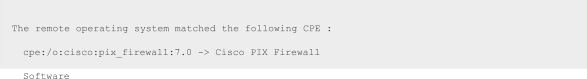 The remote operating system matched the following CPE :
cpe:/o:cisco:pix_firewall:7.0 -> Cisco PIX Firewall
Software